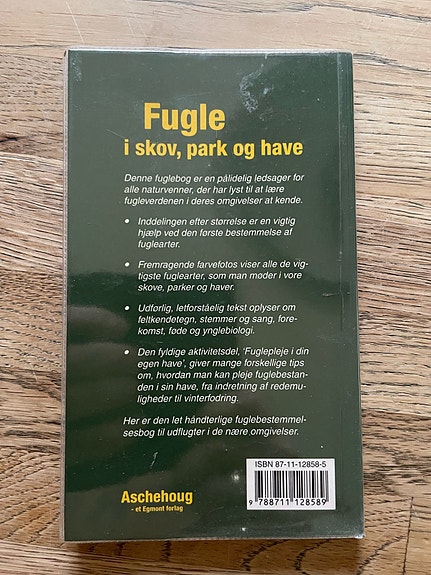 Fugle
i skov, park og have
Denne fuglebog er en pålidelig ledsager for
alle naturvenner, der har lyst til at lære
fugleverdenen i deres omgivelser at kende.
• Inddelingen efter størrelse er en vigtig
hjælp ved den første bestemmelse af
fuglearter.
• Fremragende farvefotos viser alle de vig-
tigste fuglearter, som man møder i vore
skove, parker og haver.
• Udførlig, letforståelig tekst oplyser om
feltkendetegn, stemmer og sang, fore-
komst, føde og ynglebiologi.
• Den fyldige aktivitetsdel, 'Fuglepleje i din
egen have', giver mange forskellige tips
om, hvordan man kan pleje fuglebestan-
den i sin have, fra indretning af redemu-
ligheder til vinterfodring.
Her er den let håndterlige fuglebestemmel-
sesbog til udflugter i de nære omgivelser.
ISBN 87-11-12858-5
9 788711 128589
Aschehoug
- et Egmont forlag